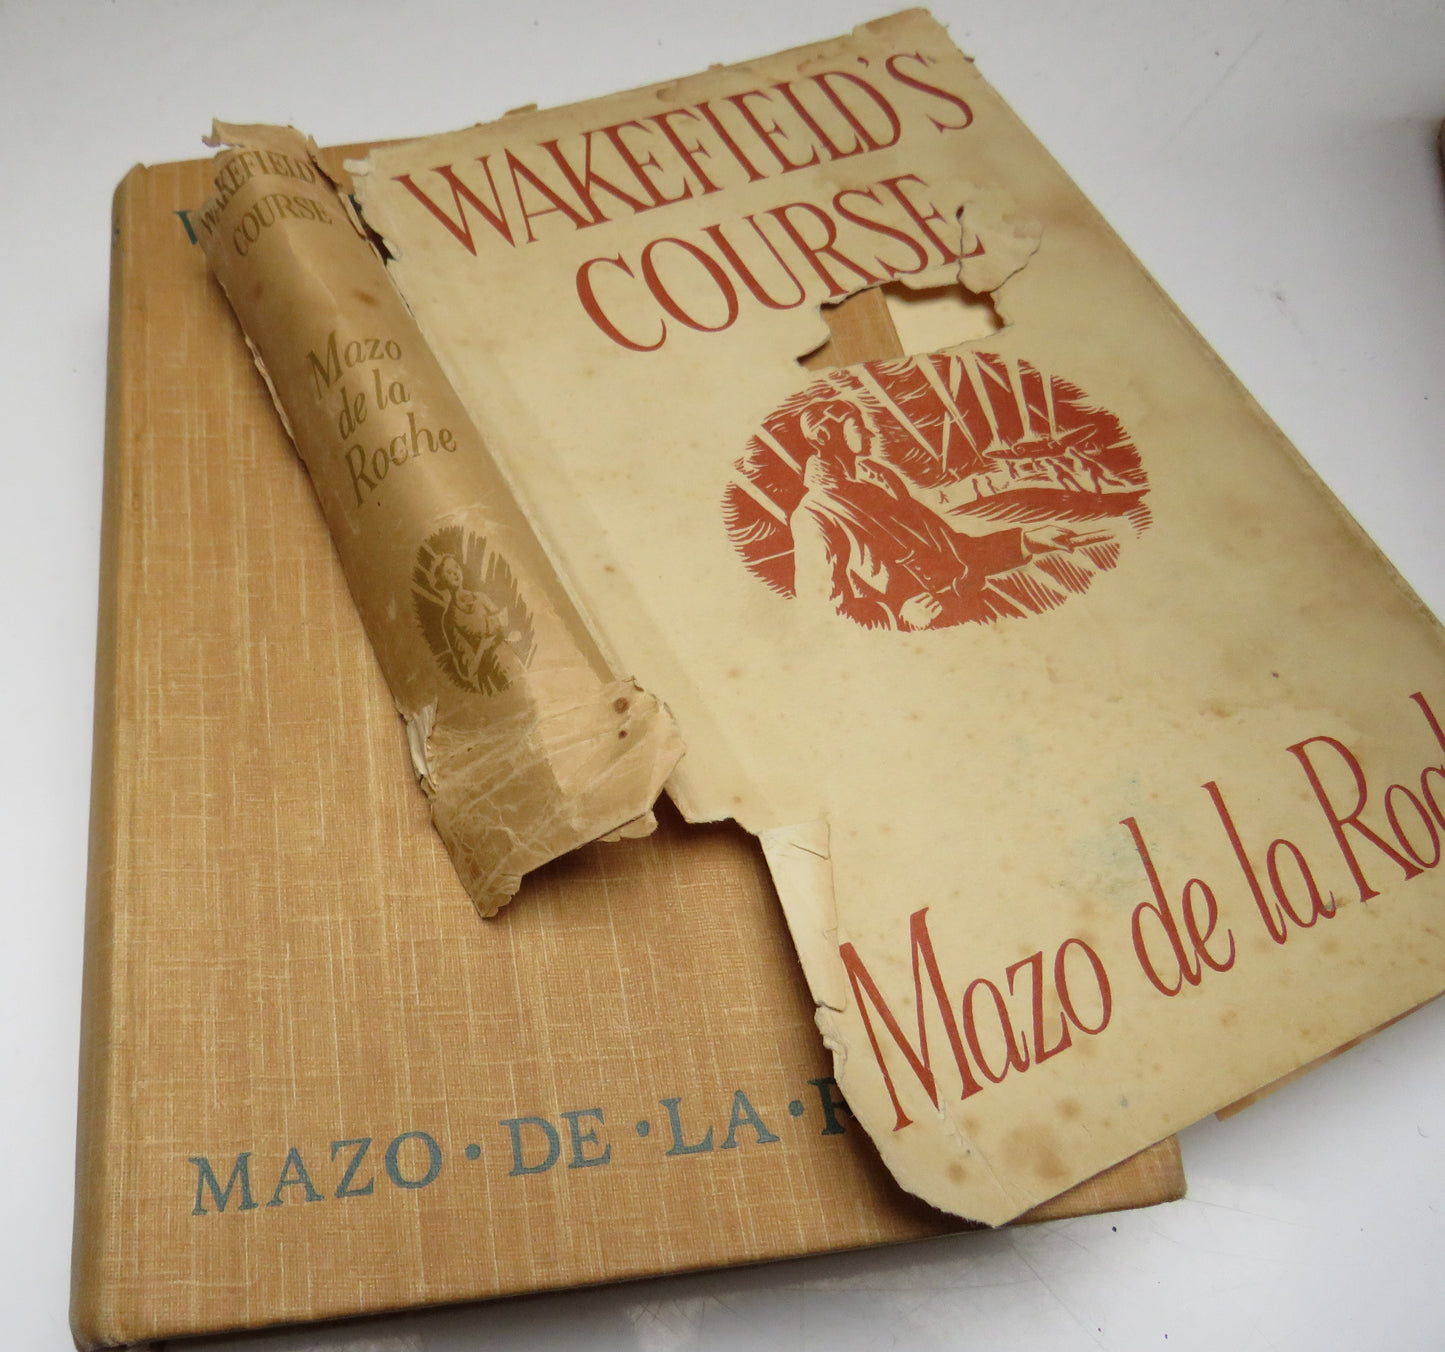 WAKEFIELD'S
COURSE
Mazo
de la
Roche
WAKEFIELD'S
COURSE
Mazo de la Roc
MAZO·DE·LA·R